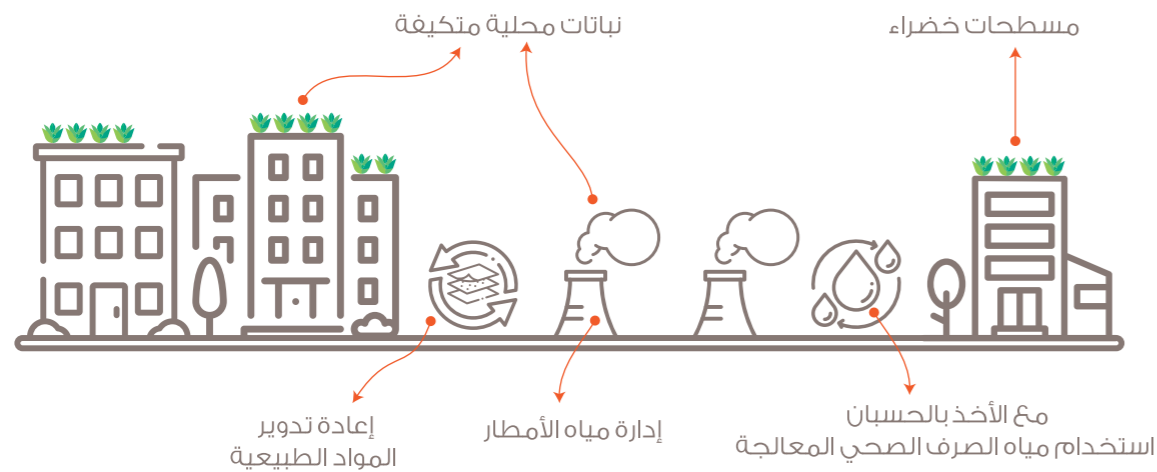 مسطحات خضراء
نباتات محلية متكيفة
مع الأخذ بالحسبان
استخدام مياه الصرف الصحي المعالجة
إدارة مياه الأمطار
إعادة تدوير
المواد الطبيعية